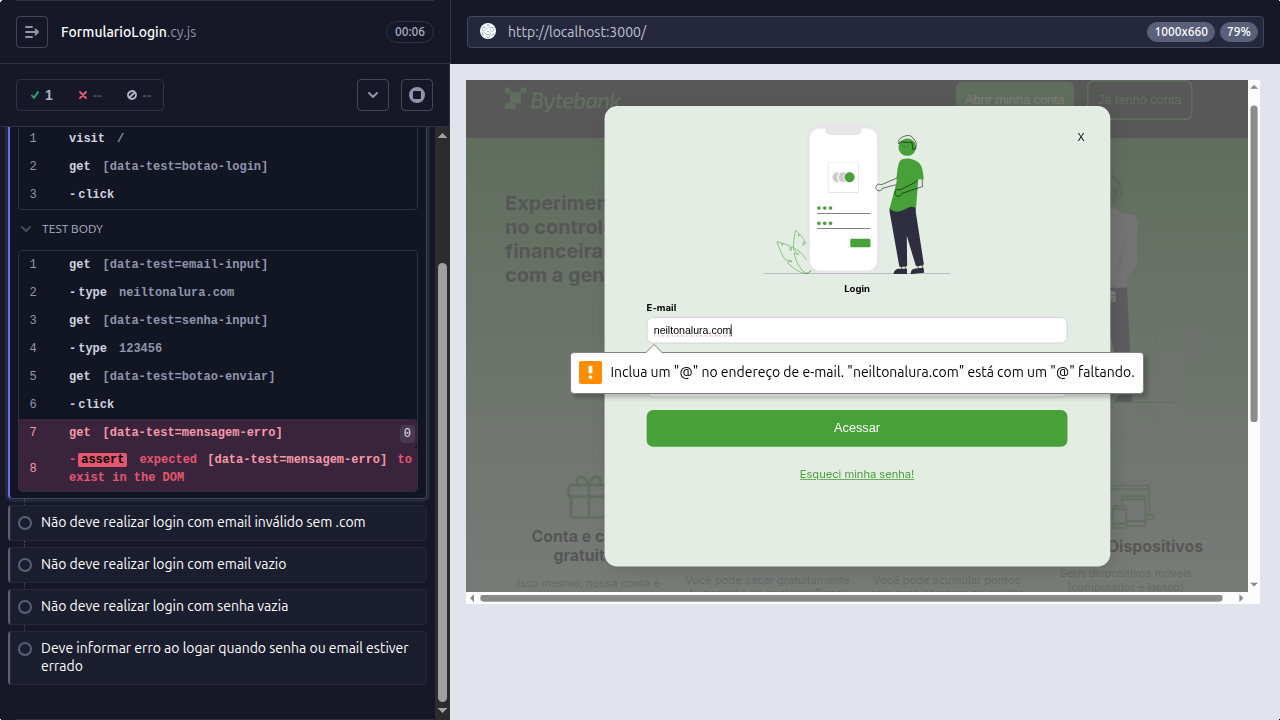 FormularioLogin.cy.js
00:06
1
--
--
1 visit /
2 get [data-test=botao-login]
3 -click
TEST BODY
1 get [data-test=email-input]
2 -type neiltonalura.com
3 get [data-test=senha-input]
4 -type 123456
5 get [data-test=botao-enviar]
6 -click
7 get [data-test=mensagem-erro] 0
8 -assert expected [data-test=mensagem-erro] to
exist in the DOM
Não deve realizar login com email inválido sem .com
Não deve realizar login com email vazio
Não deve realizar login com senha vazia
Deve informar erro ao logar quando senha ou email estiver
errado
http://localhost:3000/
1000x660
79%
Bytebank
Abrir minha conta
Já tenho conta
X
Experimen
no control
financeira
com a gen
Login
E-mail
neiltonalura.com
Inclua um "@" no endereço de e-mail. "neiltonalura.com" está com um "@" faltando.
Acessar
Esqueci minha senha!
Conta e c
gratuit
Isso mesmo, nossa conta é
Você pode sacar gratuitamente
Você pode acumular pontos
Dispositivos
Seus dispositivos móveis
(computador e laptop)